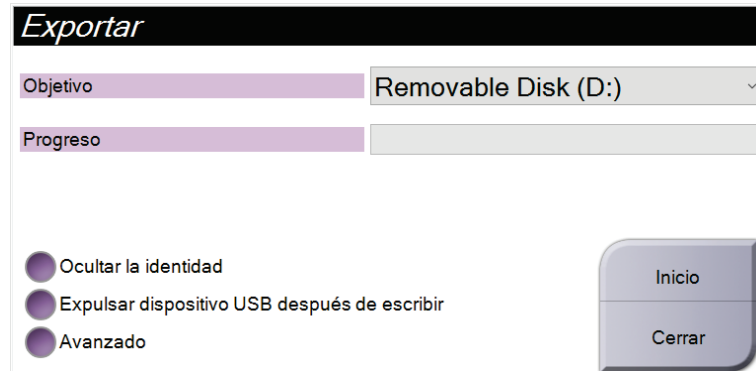 Exportar
Objetivo
Removable Disk (D:)
Progreso
Ocultar la identidad
Expulsar dispositivo USB después de escribir
Avanzado
Inicio
Cerrar